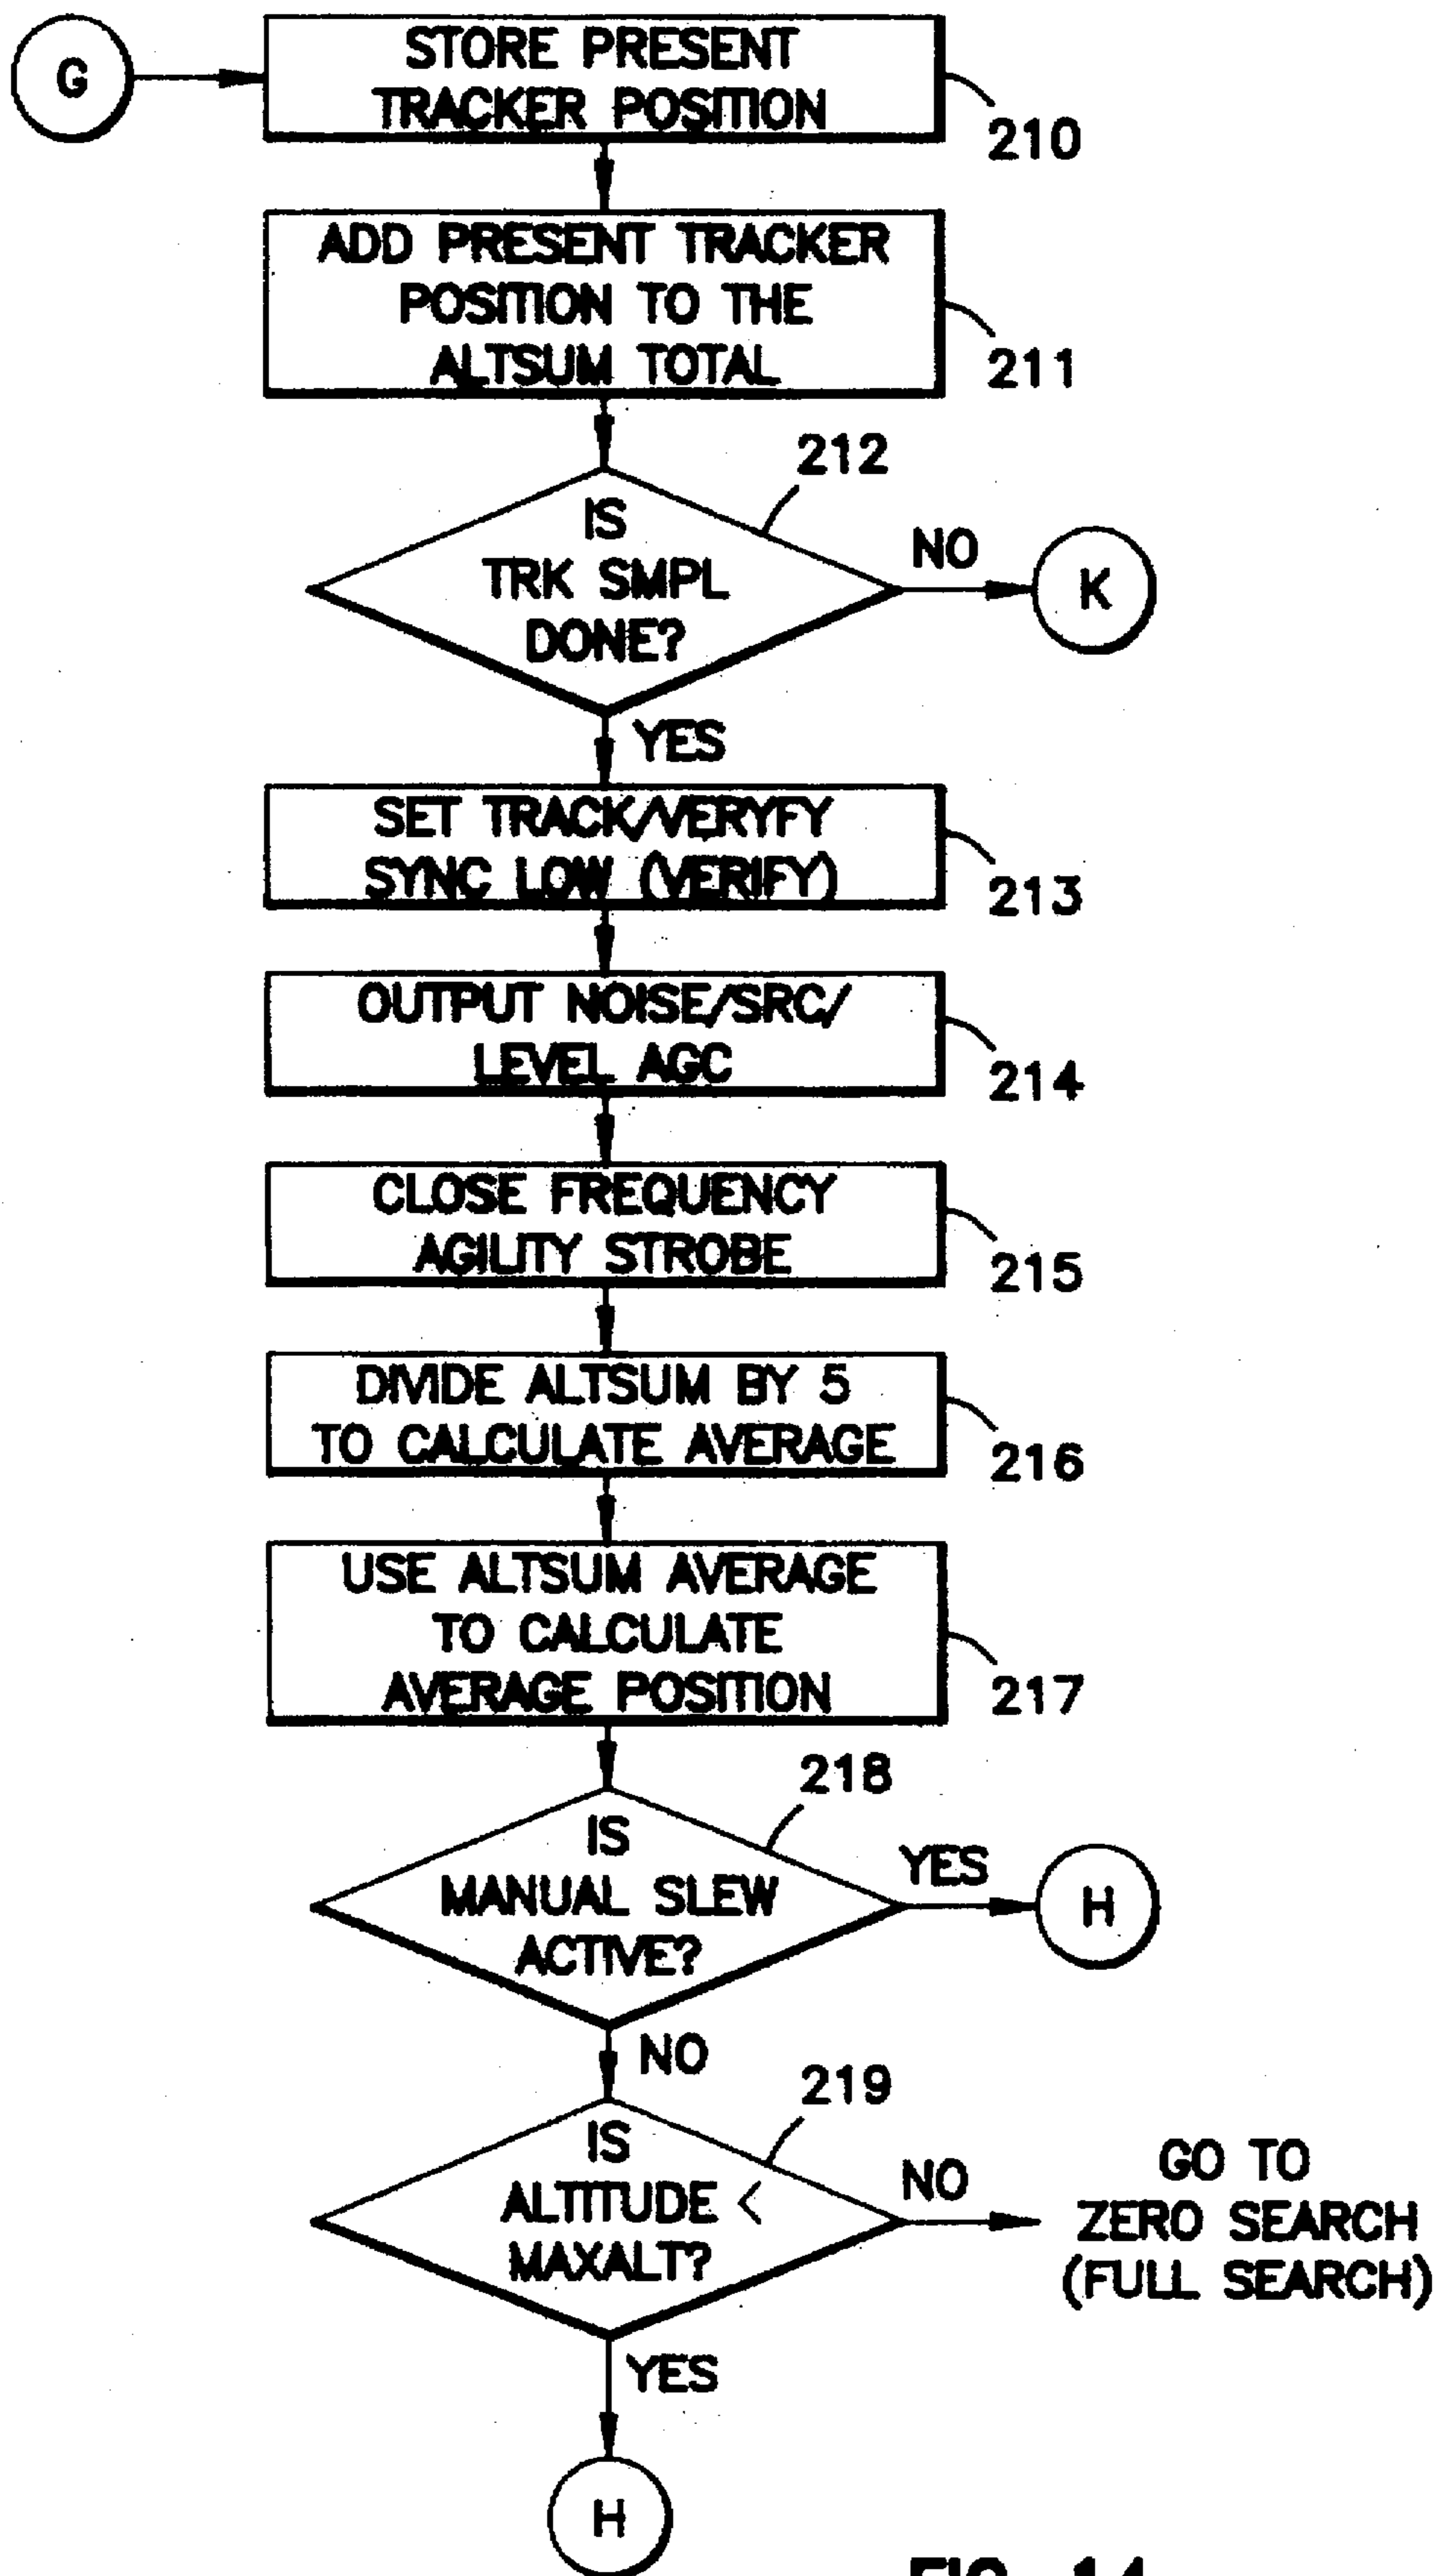 G
STORE PRESENT
TRACKER POSITION
210
ADD PRESENT TRACKER
POSITION TO THE
ALTSUM TOTAL
211
212
IS
TRK SMPL
DONE?
NO
K
YES
SET TRACK/VERYFY
SYNC LOW (VERIFY)
213
OUTPUT NOISE/SRC/
LEVEL AGC
214
CLOSE FREQUENCY
AGILITY STROBE
215
DIVIDE ALTSUM BY 5
TO CALCULATE AVERAGE
216
USE ALTSUM AVERAGE
TO CALCULATE
AVERAGE POSITION
217
218
IS
MANUAL SLEW
ACTIVE?
YES
H
NO
219
IS
ALTITUDE <
MAXALT?
NO
GO TO
ZERO SEARCH
(FULL SEARCH)
YES
H
FIG. 14